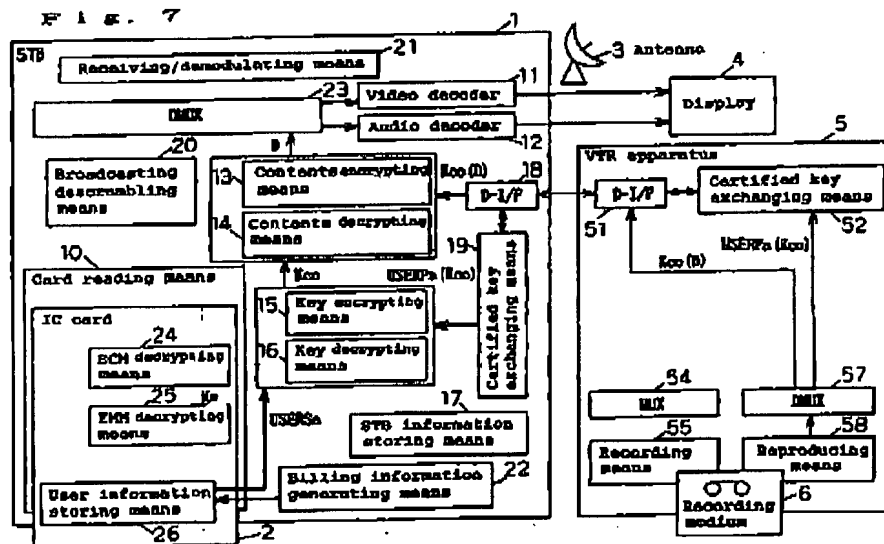 Fig. 7
1
STB
21
Receiving/demodulating means
3 Antenna
4
Display
23
DMUX
11
Video decoder
Audio decoder
12
20
Broadcasting descrambling means
D
13
Contents encrypting means
14
Contents decrypting means
Kco (D)
18
D-I/F
19
Certified key exchanging means
5
VTR apparatus
D-I/F
51
Certified key exchanging means
52
USERPa (Kco)
Kco (D)
10
Card reading means
Kco
USERPa (Kco)
15
Key encrypting means
16
Key decrypting means
IC card
24
ECM decrypting means
25
EMM decrypting means
USERSa
17
STB information storing means
22
Billing information generating means
User information storing means
26
2
54
MUX
57
DMUX
55
Recording means
58
Reproducing means
6
Recording medium